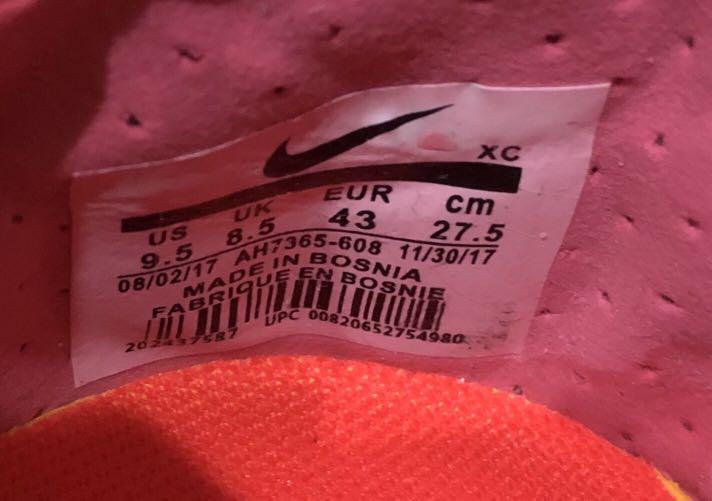 XC
US UK EUR cm
9.5 8.5 43 27.5
08/02/17 AH7365-608 11/30/17
MADE IN BOSNIA
FABRIQUE EN BOSNIE
202437587 UPC 00820652754980